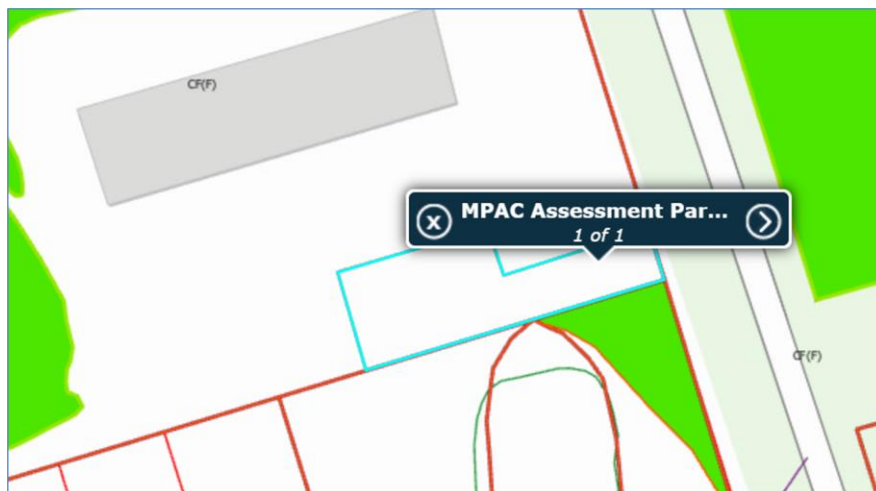 CF(F)
MPAC Assessment Par...
1 of 1
CF(F)